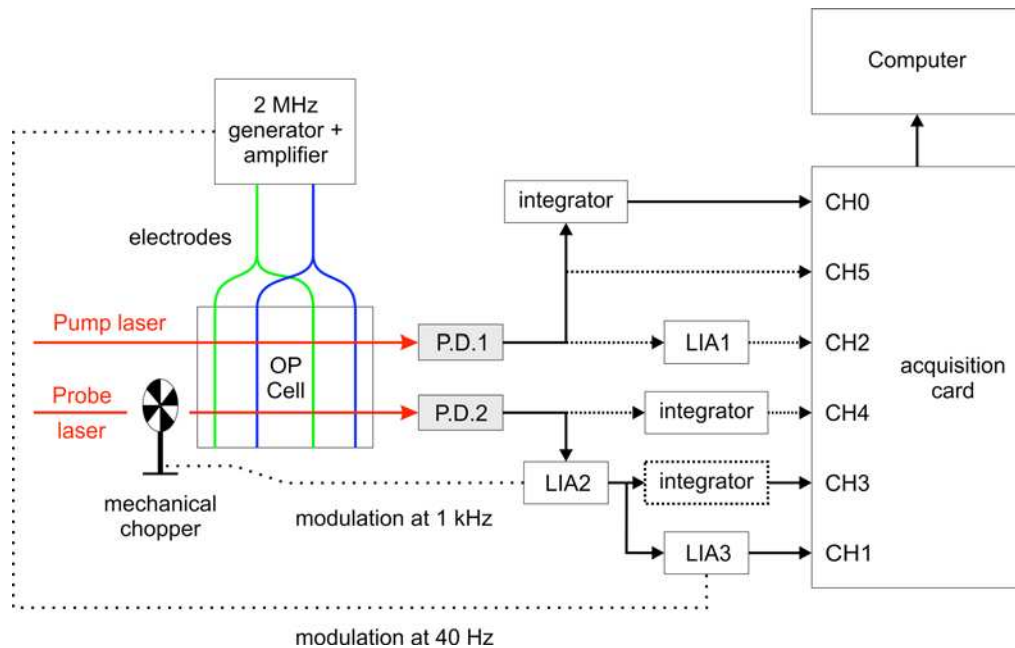 Computer
2 MHz
generator +
amplifier
integrator
CH0
electrodes
CH5
Pump laser
P.D.1
LIA1
CH2
OP
Cell
acquisition
card
Probe
laser
P.D.2
integrator
CH4
mechanical
chopper
LIA2
integrator
CH3
modulation at 1 kHz
LIA3
CH1
modulation at 40 Hz